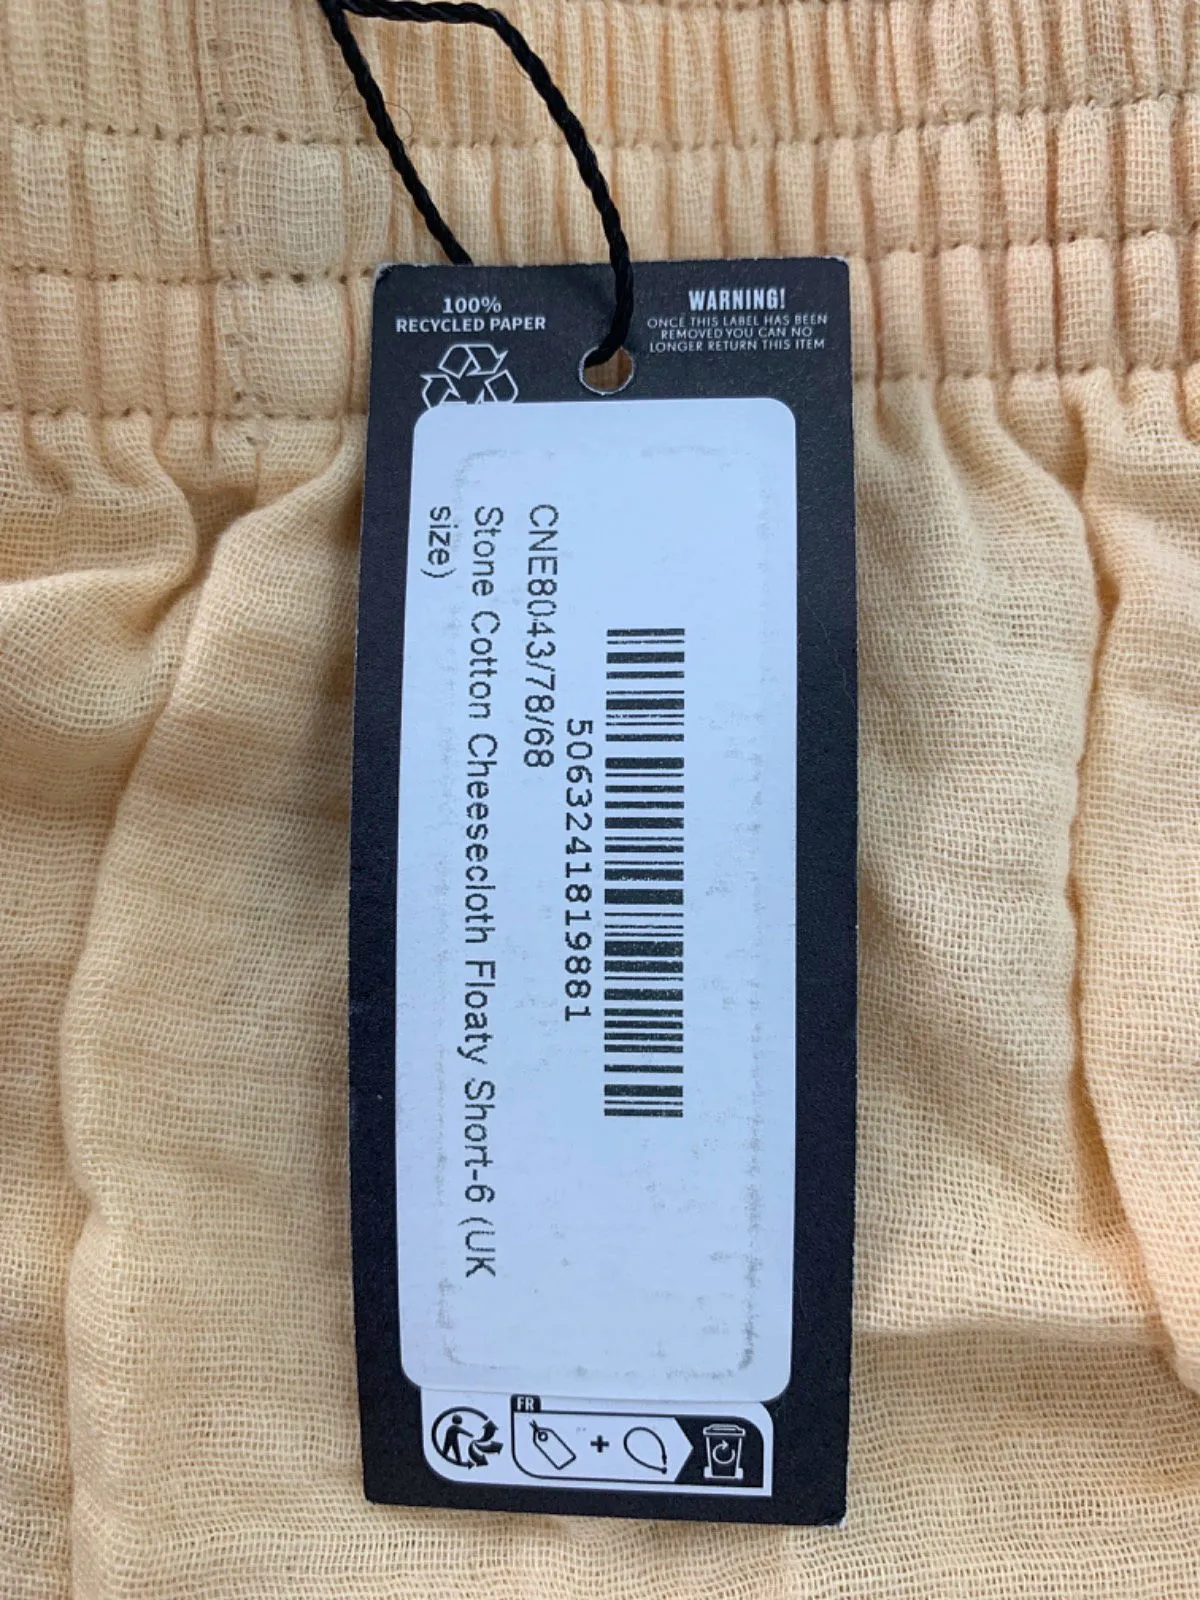 100%
RECYCLED PAPER
WARNING!
ONCE THIS LABEL HAS BEEN
REMOVED YOU CAN NO
LONGER RETURN THIS ITEM
5063241819881
CNE8043/78/68
Stone Cotton Cheesecloth Floaty Short-6 (UK
size)
FR
+